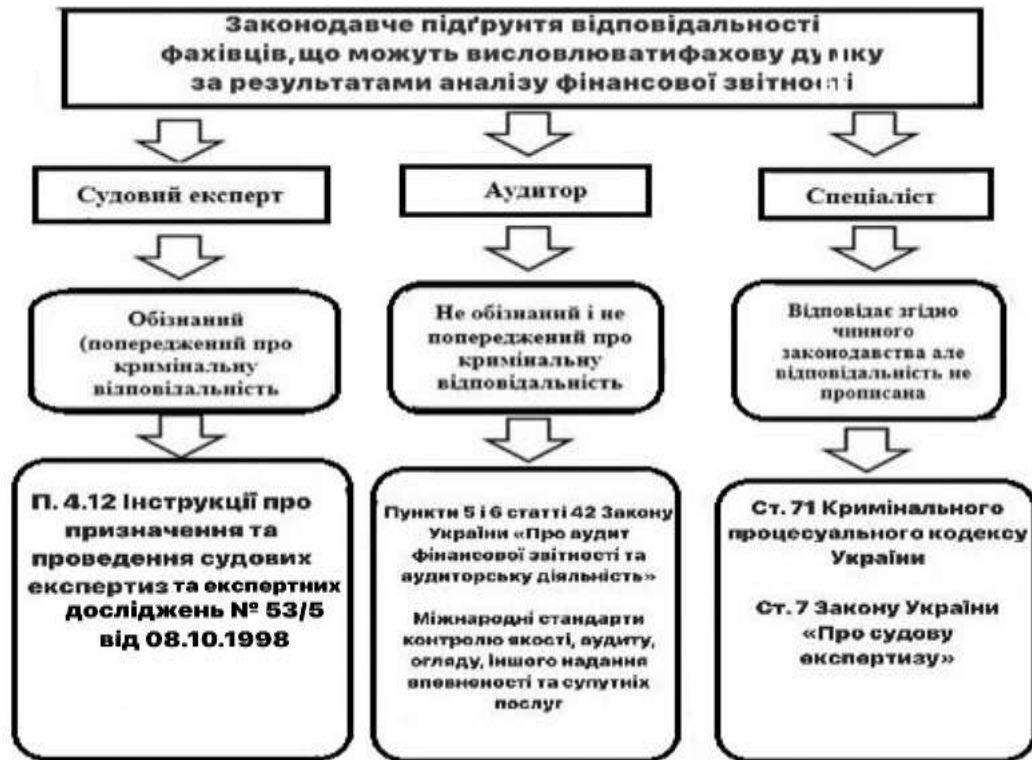 Законодавче підґрунтя відповідальності
фахівців,що можуть висловлюватифахову думку
за результатами аналізу фінансової звітності
Судовий експерт
Аудитор
Спеціаліст
Обізнаний
(попереджений про
кримінальну
відповідальність
Не обізнаний і не
попереджений про
кримінальну
відповідальність
Відповідає згідно
чинного
законодавства але
відповідальність не
прописана
П. 4.12 Інструкції про
призначення та
проведення судових
експертиз та експертних
досліджень № 53/5
від 08.10.1998
Пункти 5 і 6 статті 42 Закону
України «Про аудит
фінансової звітності та
аудиторську діяльність»
Міжнародні стандарти
контролю якості, аудиту,
огляду, іншого надання
впевненості та супутніх
послуг
Ст. 71 Кримінального
процесуального кодексу
України
Ст. 7 Закону України
«Про судову
експертизу»